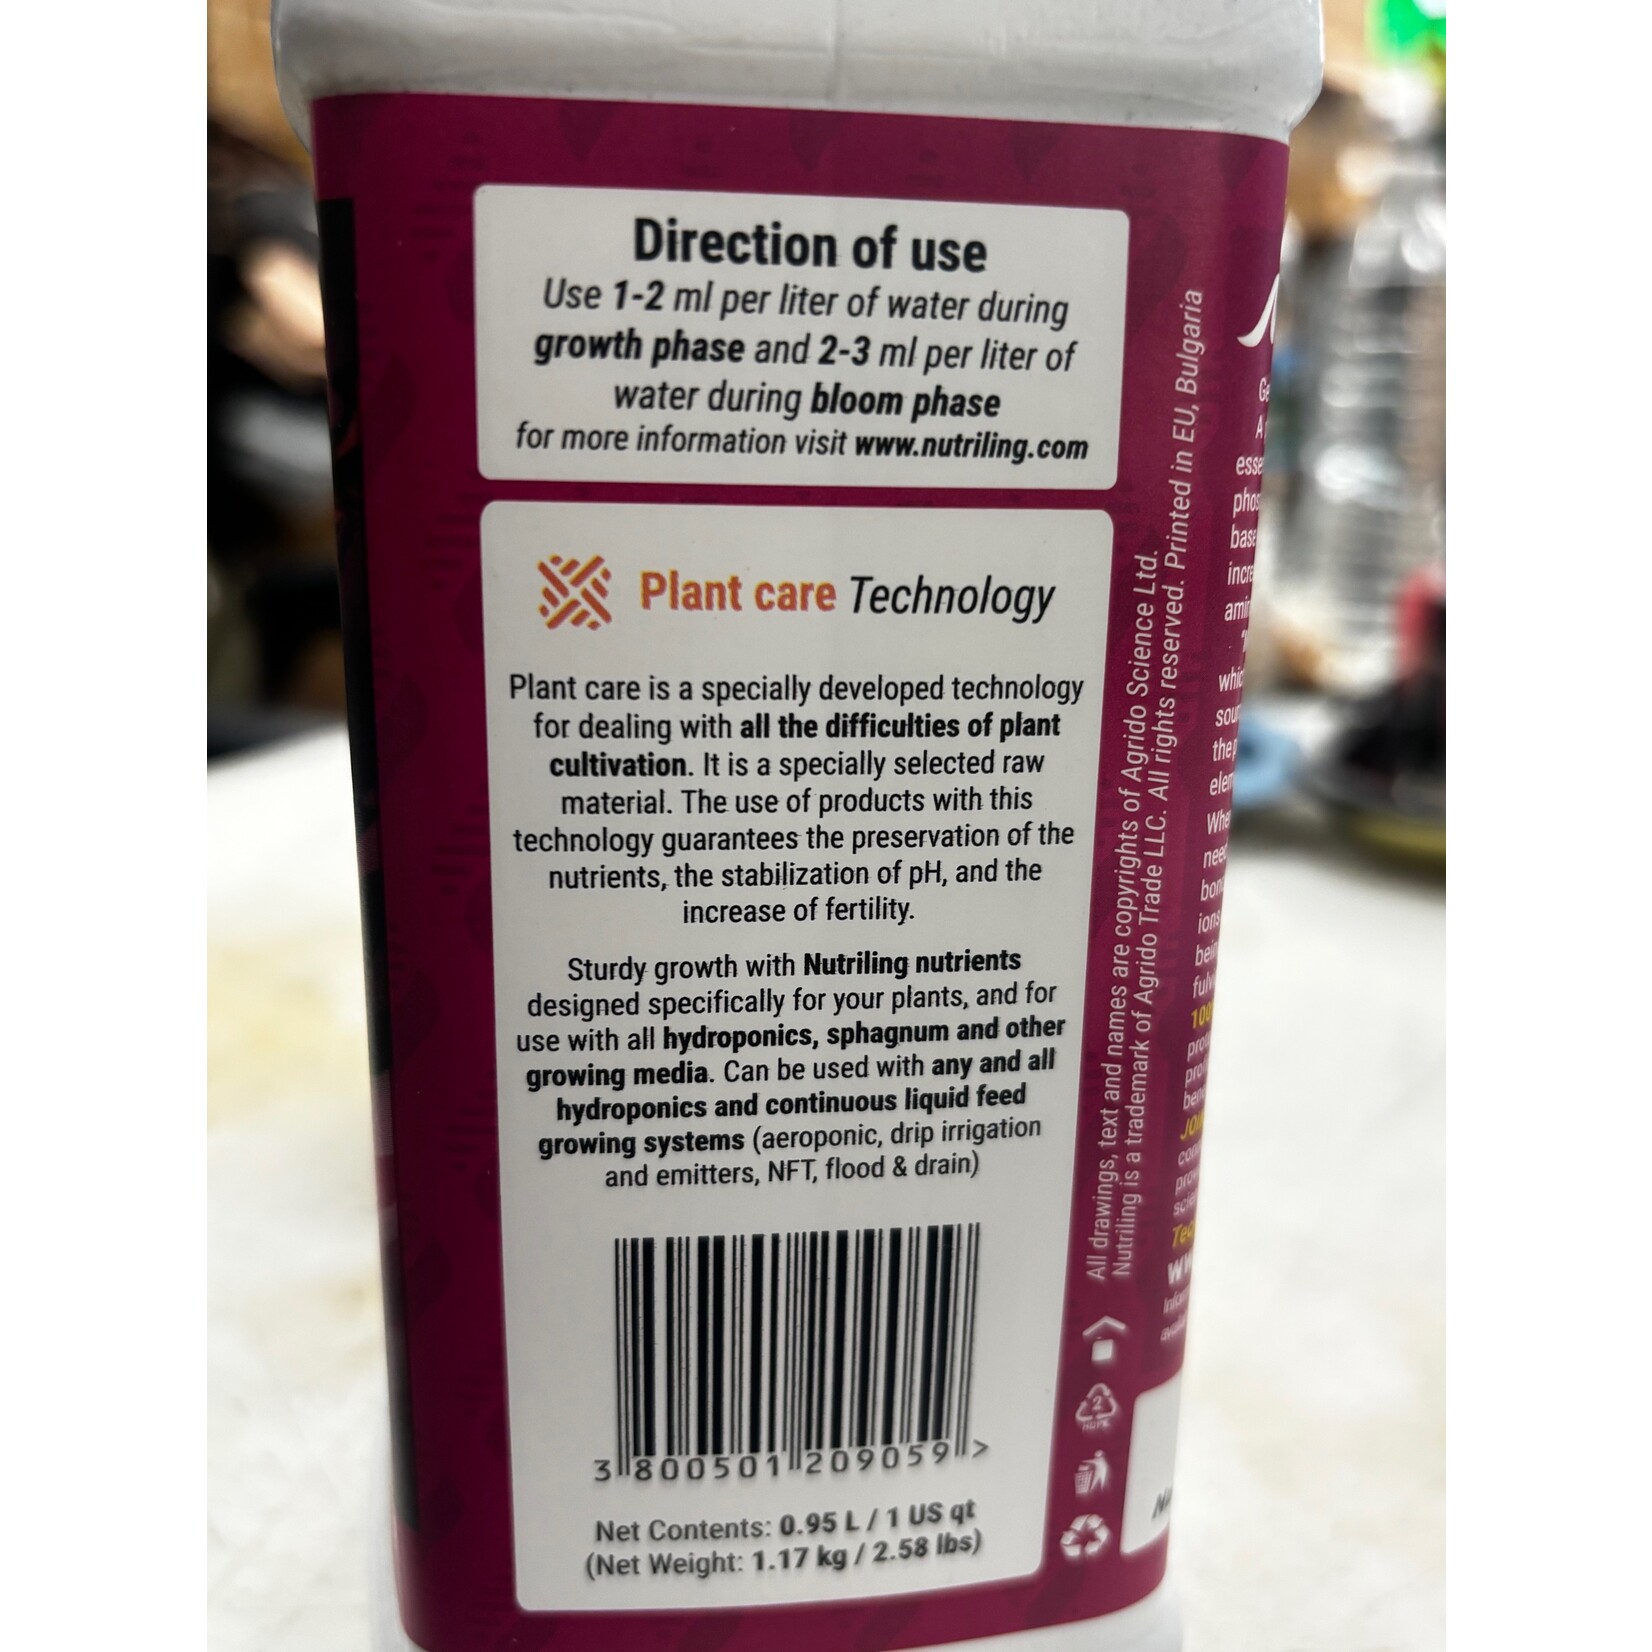 Direction of use
Use 1-2 ml per liter of water during
growth phase and 2-3 ml per liter of
water during bloom phase
for more information visit www.nutriling.com
Plant care Technology
Plant care is a specially developed technology
for dealing with all the difficulties of plant
cultivation. It is a specially selected raw
material. The use of products with this
technology guarantees the preservation of the
nutrients, the stabilization of pH, and the
increase of fertility.
Sturdy growth with Nutriling nutrients
designed specifically for your plants, and for
use with all hydroponics, sphagnum and other
growing media. Can be used with any and all
hydroponics and continuous liquid feed
growing systems (aeroponic, drip irrigation
and emitters, NFT, flood & drain)
3 800501 209059 >
Net Contents: 0.95 L / 1 US qt
(Net Weight: 1.17 kg / 2.58 lbs)
All drawings, text and names are copyrights of Agrido Science Ltd.
Nutriling is a trademark of Agrido Trade LLC. All rights reserved. Printed in EU, Bulgaria
2